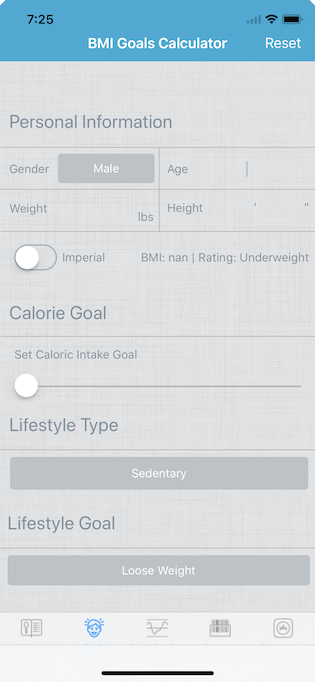 7:25
BMI Goals Calculator Reset
Personal Information
Gender Male Age
Weight lbs Height ' "
Imperial BMI: nan | Rating: Underweight
Calorie Goal
Set Caloric Intake Goal
Lifestyle Type
Sedentary
Lifestyle Goal
Loose Weight